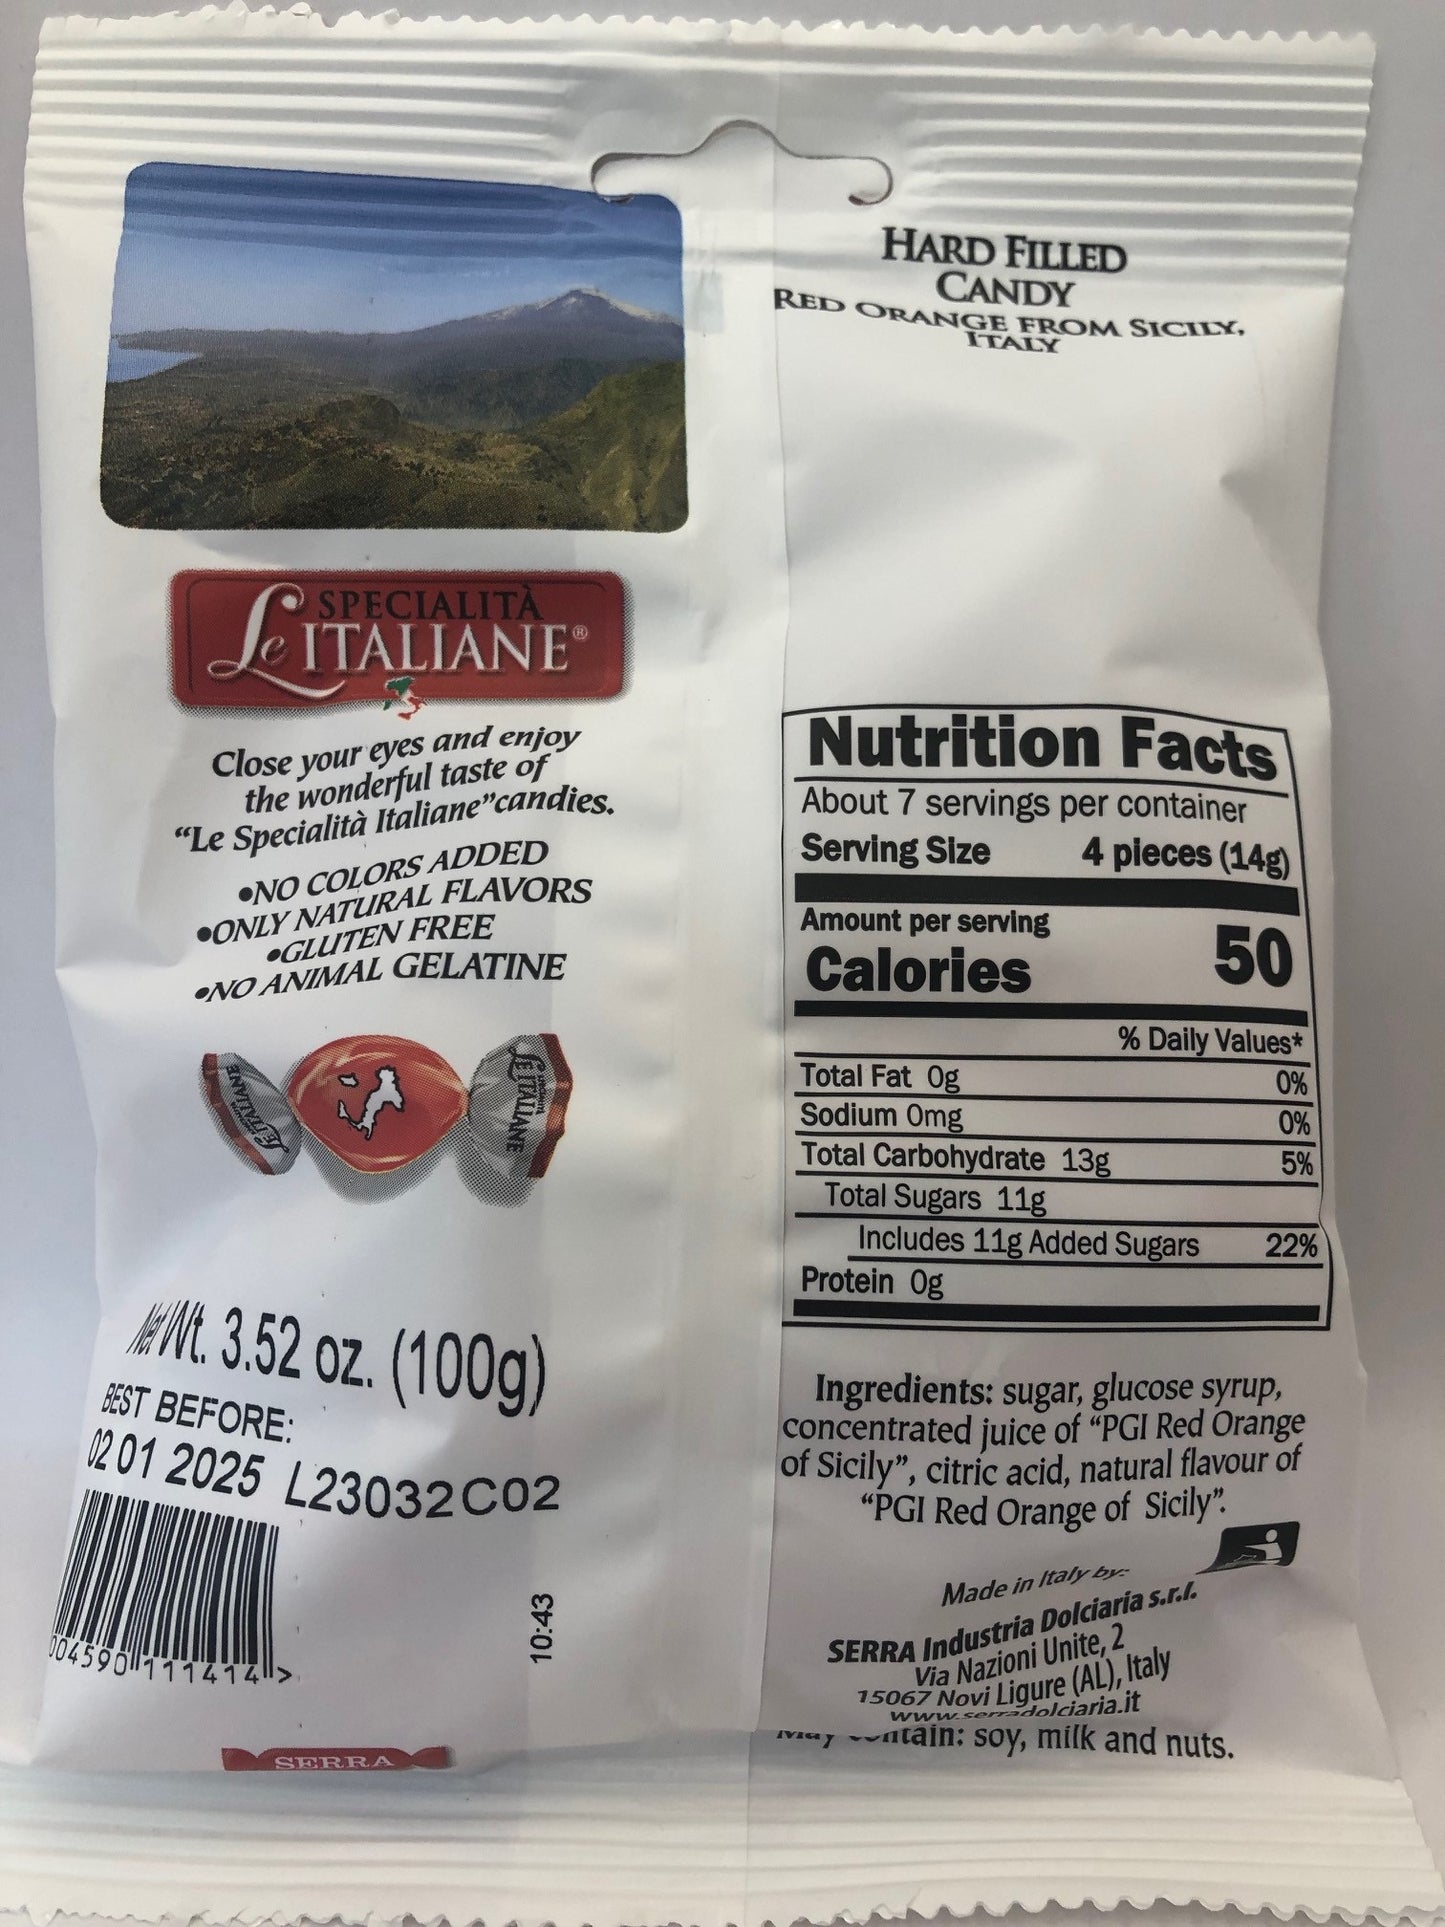 SPECIALITÀ
Le ITALIANE®
Close your eyes and enjoy
the wonderful taste of
“Le Specialità Italiane”candies.
•NO COLORS ADDED
•ONLY NATURAL FLAVORS
•GLUTEN FREE
•NO ANIMAL GELATINE
LE ITALIANE
LE ITALIANE
Net Wt. 3.52 oz. (100g)
BEST BEFORE:
02 01 2025 L23032C02
10:43
004590 111414 >
SERRA
HARD FILLED
CANDY
RED ORANGE FROM SICILY,
ITALY
Nutrition Facts
About 7 servings per container
Serving Size 4 pieces (14g)
Amount per serving
Calories 50
% Daily Values*
Total Fat 0g 0%
Sodium 0mg 0%
Total Carbohydrate 13g 5%
Total Sugars 11g
Includes 11g Added Sugars 22%
Protein 0g
Ingredients: sugar, glucose syrup,
concentrated juice of “PGI Red Orange
of Sicily”, citric acid, natural flavour of
“PGI Red Orange of Sicily”.
Made in Italy by:
SERRA Industria Dolciaria s.r.l.
Via Nazioni Unite, 2
15067 Novi Ligure (AL), Italy
www.serradolciaria.it
May contain: soy, milk and nuts.